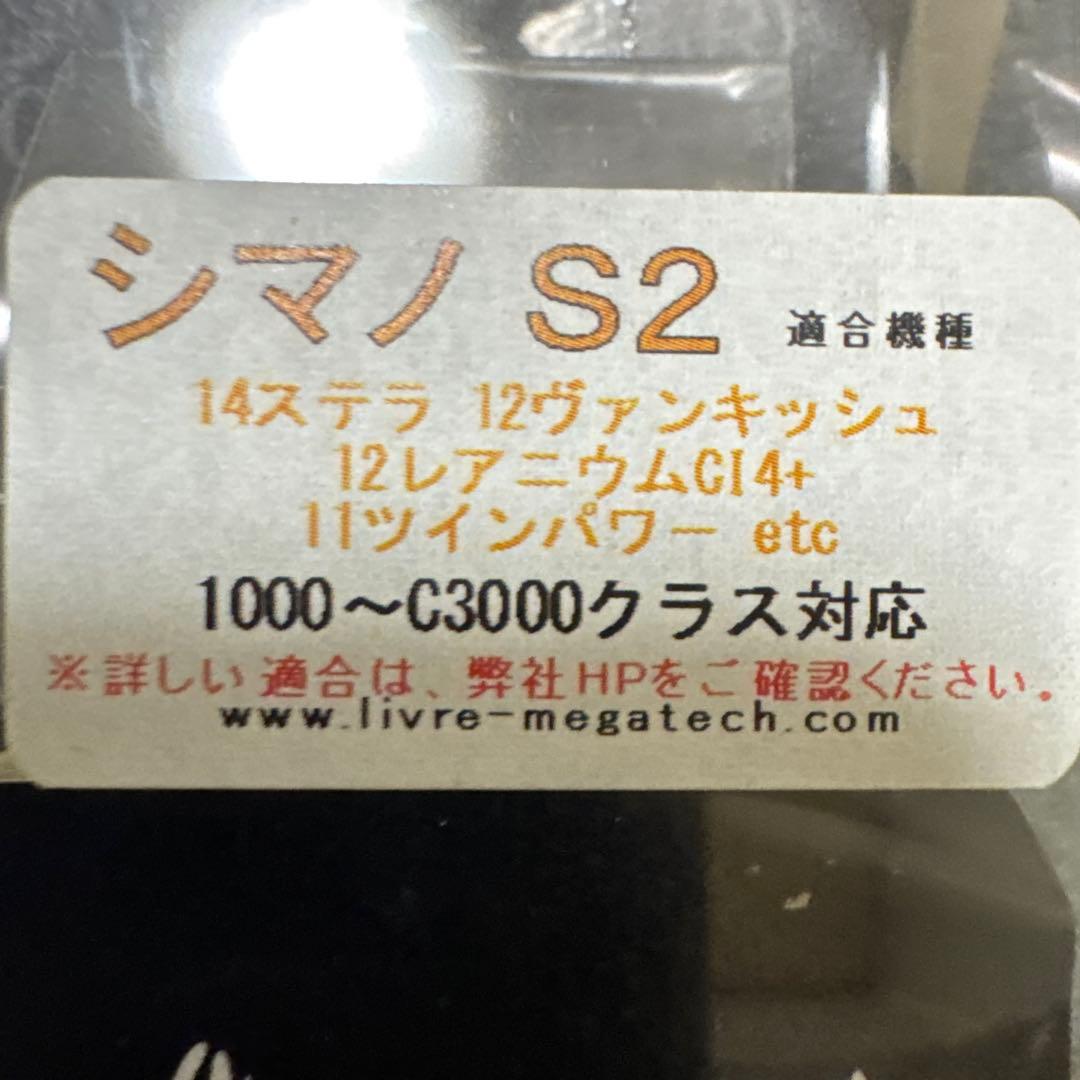 シマノ S2 適合機種
14ステラ 12ヴァンキッシュ
12レアニウムCI4+
11ツインパワー etc
1000〜C3000クラス対応
※詳しい適合は、弊社HPをご確認ください。
www.livre-megatech.com